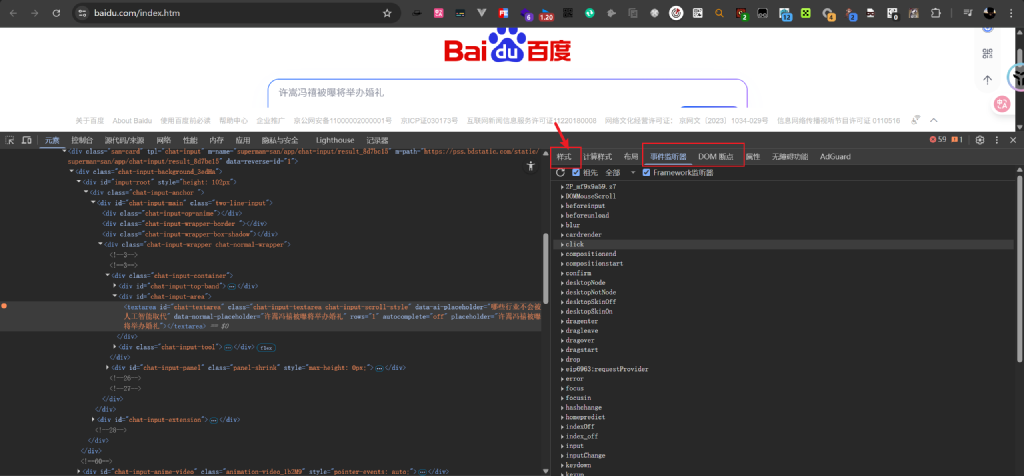 baidu.com/index.htm
6
1.20
2
12
4
2
0
Bai du 百度
许嵩冯禧被曝将举办婚礼
关于百度 About Baidu 使用百度前必读 帮助中心 企业推广 京公网安备11000002000001号 京ICP证030173号 互联网新闻信息服务许可证11220180008 网络文化经营许可证：京网文〔2023〕1034-029号 信息网络传播视听节目许可证 0110516
元素 控制台 源代码/来源 网络 性能 内存 应用 隐私与安全 Lighthouse 记录器 59 1
<div class="sam-card" tpl="chat-input" m-name="superman-san/app/chat-input/result_8d7bc18" m-path="https://pss.bdstatic.com/static/
superman-san/app/chat-input/result_8d7bc18" data-reverse-id="1">
<div class="chat-input-background_3sdMa">
<div id="input-root" style="height: 102px">
<div class="chat-input-anchor ">
<div id="chat-input-main" class="two-line-input">
<div class="chat-input-op-anime"></div>
<div class="chat-input-wrapper-border "></div>
<div class="chat-input-wrapper-box-shadow"></div>
<div class="chat-input-wrapper chat-normal-wrapper">
<!--3-->
<!--3-->
<div class="chat-input-container">
<div id="chat-input-top-band"> </div>
<div id="chat-input-area">
<textarea id="chat-textarea" class="chat-input-textarea chat-input-scroll-style" data-ai-placeholder="哪些行业不会被
人工智能取代" data-normal-placeholder="许嵩冯禧被曝将举办婚礼" rows="1" autocomplete="off" placeholder="许嵩冯禧被曝
将举办婚礼"></textarea> == $0
</div>
<div class="chat-input-tool"> </div> flex
</div>
<div id="chat-input-panel" class="panel-shrink" style="max-height: 0px;"> </div>
<!--26-->
<!--27-->
</div>
<div id="chat-input-extension"> </div>
<!--28-->
</div>
</div>
<!--60-->
<div id="chat-input-anime-video" class="animation-video_1b2M9" style="pointer-events: auto;"> </div>
样式 计算样式 布局 事件监听器 DOM 断点 属性 无障碍功能 AdGuard
祖先 全部 Framework监听器
2P_mf9s9a59.z7
DOMMouseScroll
beforeinput
beforeunload
blur
cardrender
click
compositionend
compositionstart
confirm
desktopNode
desktopNotNode
desktopSkinOff
desktopSkinOn
dragenter
dragleave
dragover
dragstart
drop
eip6963:requestProvider
error
focus
focusin
hashchange
homepredict
indexOff
index_off
input
inputChange
keydown
keyup